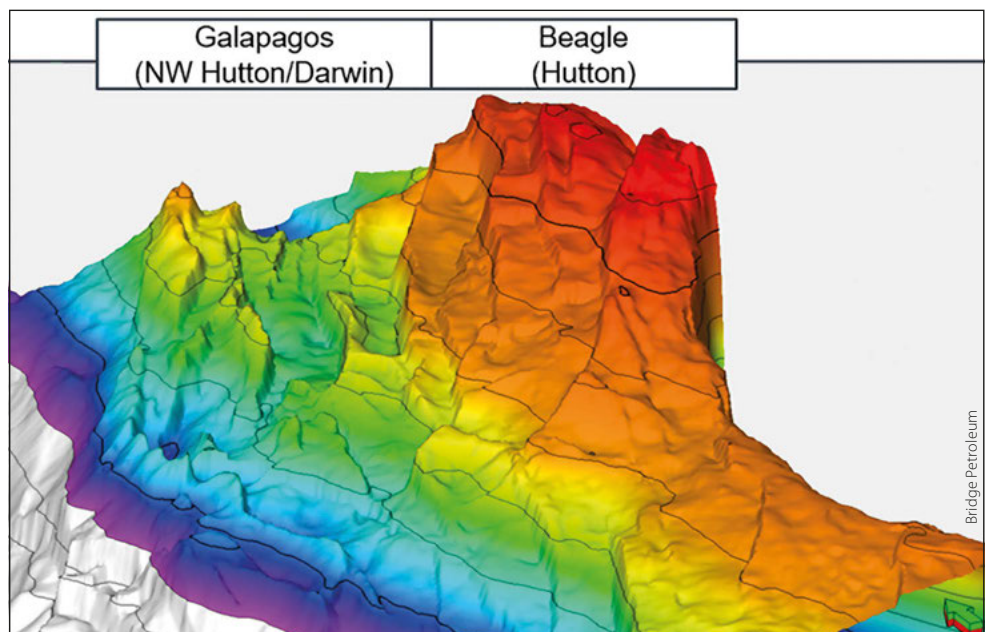 Galapagos
(NW Hutton/Darwin)
Beagle
(Hutton)
Bridge Petroleum